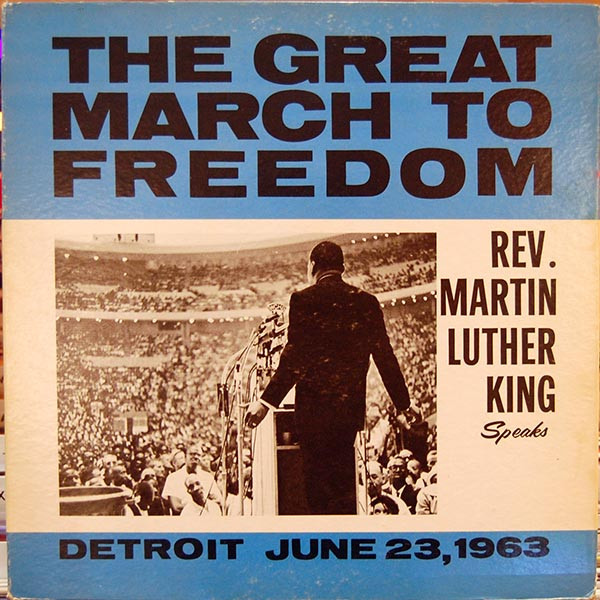 THE GREAT
MARCH TO
FREEDOM
REV.
MARTIN
LUTHER
KING
Speaks
DETROIT JUNE 23, 1963